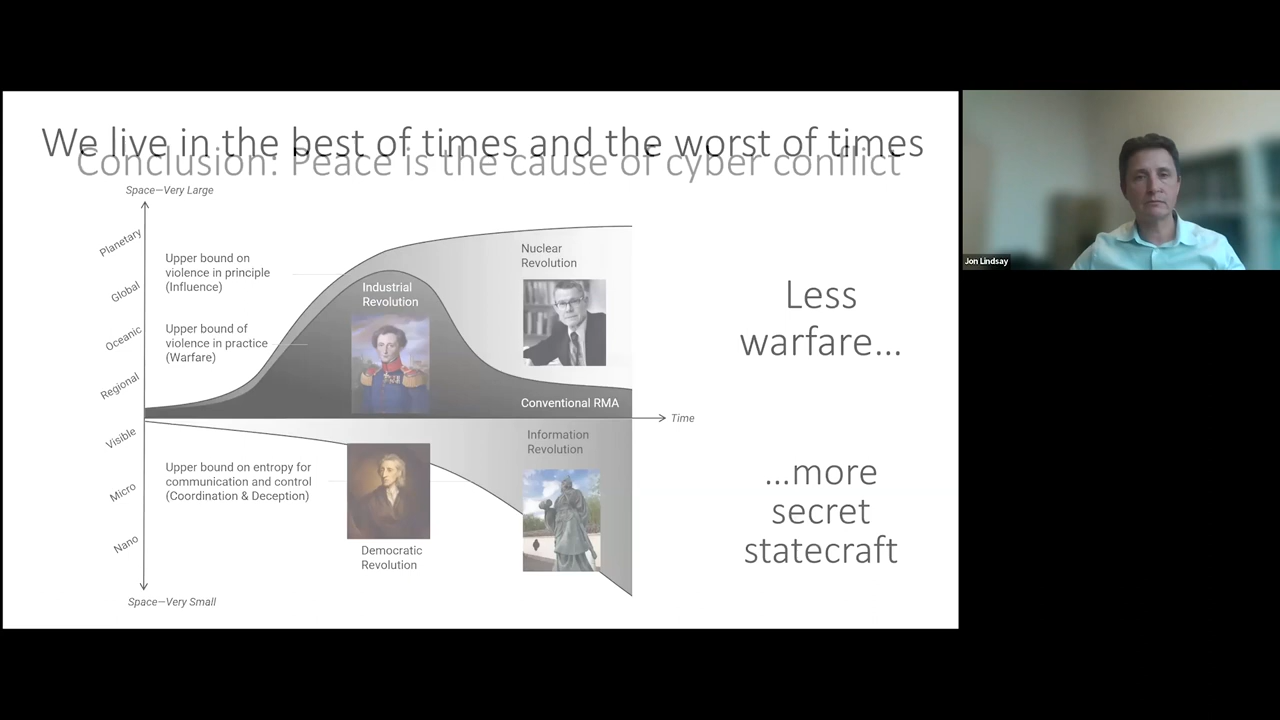 We live in the best of times and the worst of times
Conclusion: Peace is the cause of cyber conflict
Space—Very Large
Planetary
Global
Oceanic
Regional
Visible
Micro
Nano
Space—Very Small
Upper bound on
violence in principle
(Influence)
Upper bound of
violence in practice
(Warfare)
Industrial
Revolution
Nuclear
Revolution
Conventional RMA
Time
Upper bound on entropy for
communication and control
(Coordination & Deception)
Democratic
Revolution
Information
Revolution
Less
warfare...
...more
secret
statecraft
Jon Lindsay